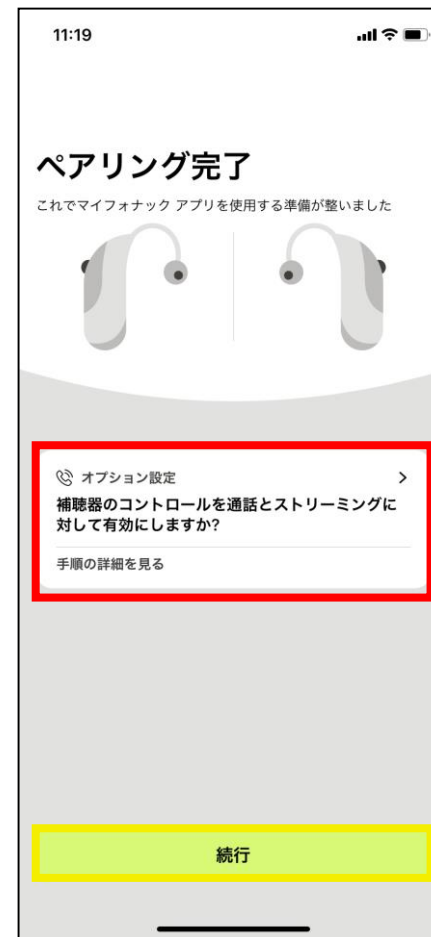 11:19
ペアリング完了
これでマイフォナック アプリを使用する準備が整いました
オプション設定
補聴器のコントロールを通話とストリーミングに
対して有効にしますか?
手順の詳細を見る
続行